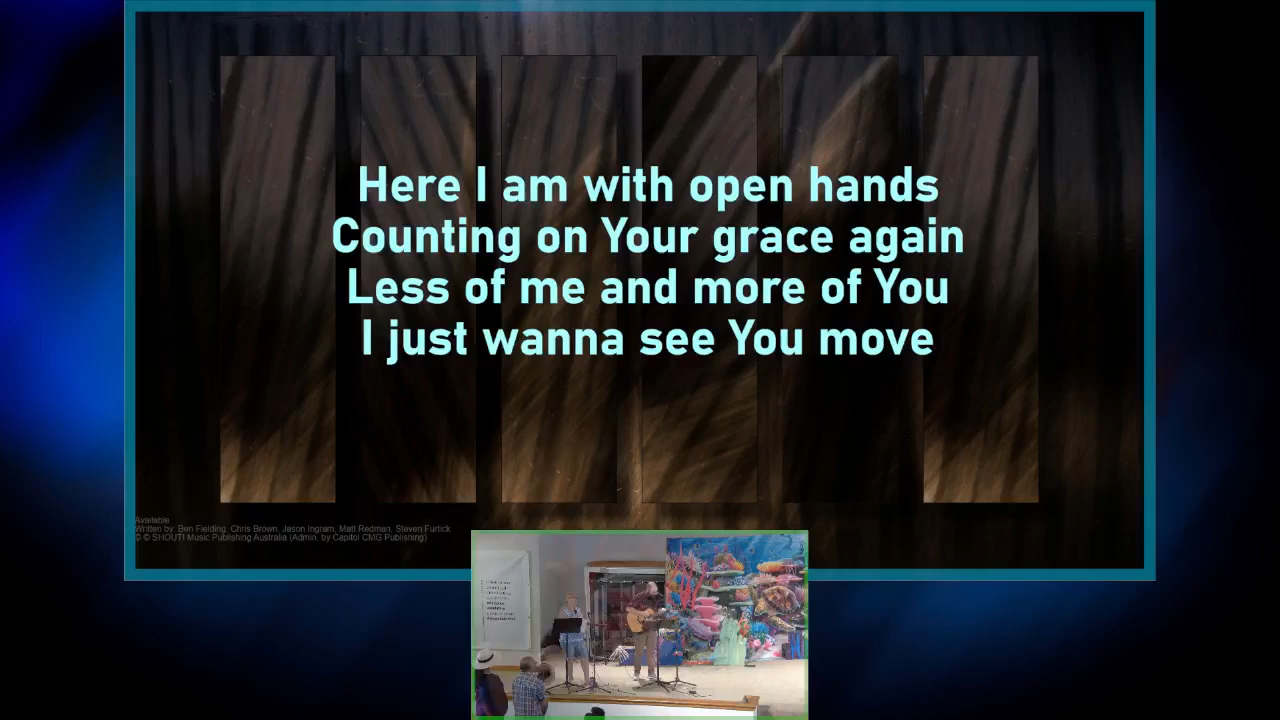 Here I am with open hands
Counting on Your grace again
Less of me and more of You
I just wanna see You move
Available
Written by: Ben Fielding, Chris Brown, Jason Ingram, Matt Redman, Steven Furtick
© © SHOUT! Music Publishing Australia (Admin. by Capitol CMG Publishing)